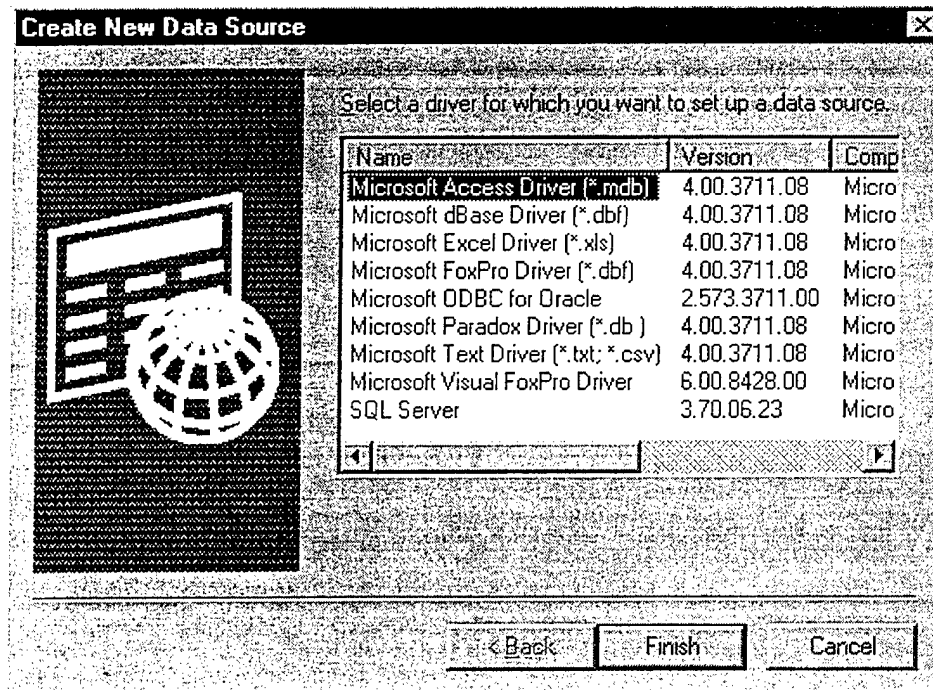 Create New Data Source
Select a driver for which you want to set up a data source.
Name Version Comp
Microsoft Access Driver (*.mdb) 4.00.3711.08 Micro
Microsoft dBase Driver (*.dbf) 4.00.3711.08 Micro
Microsoft Excel Driver (*.xls) 4.00.3711.08 Micro
Microsoft FoxPro Driver (*.dbf) 4.00.3711.08 Micro
Microsoft ODBC for Oracle 2.573.3711.00 Micro
Microsoft Paradox Driver (*.db ) 4.00.3711.08 Micro
Microsoft Text Driver (*.txt; *.csv) 4.00.3711.08 Micro
Microsoft Visual FoxPro Driver 6.00.8428.00 Micro
SQL Server 3.70.06.23 Micro
< Back Finish Cancel